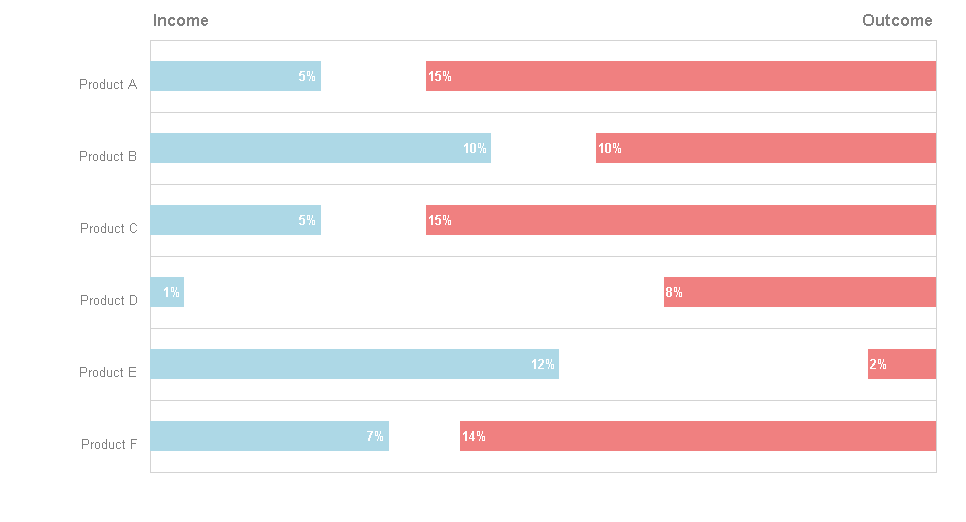 Income Outcome
Product A 5% 15%
Product B 10% 10%
Product C 5% 15%
Product D 1% 8%
Product E 12% 2%
Product F 7% 14%